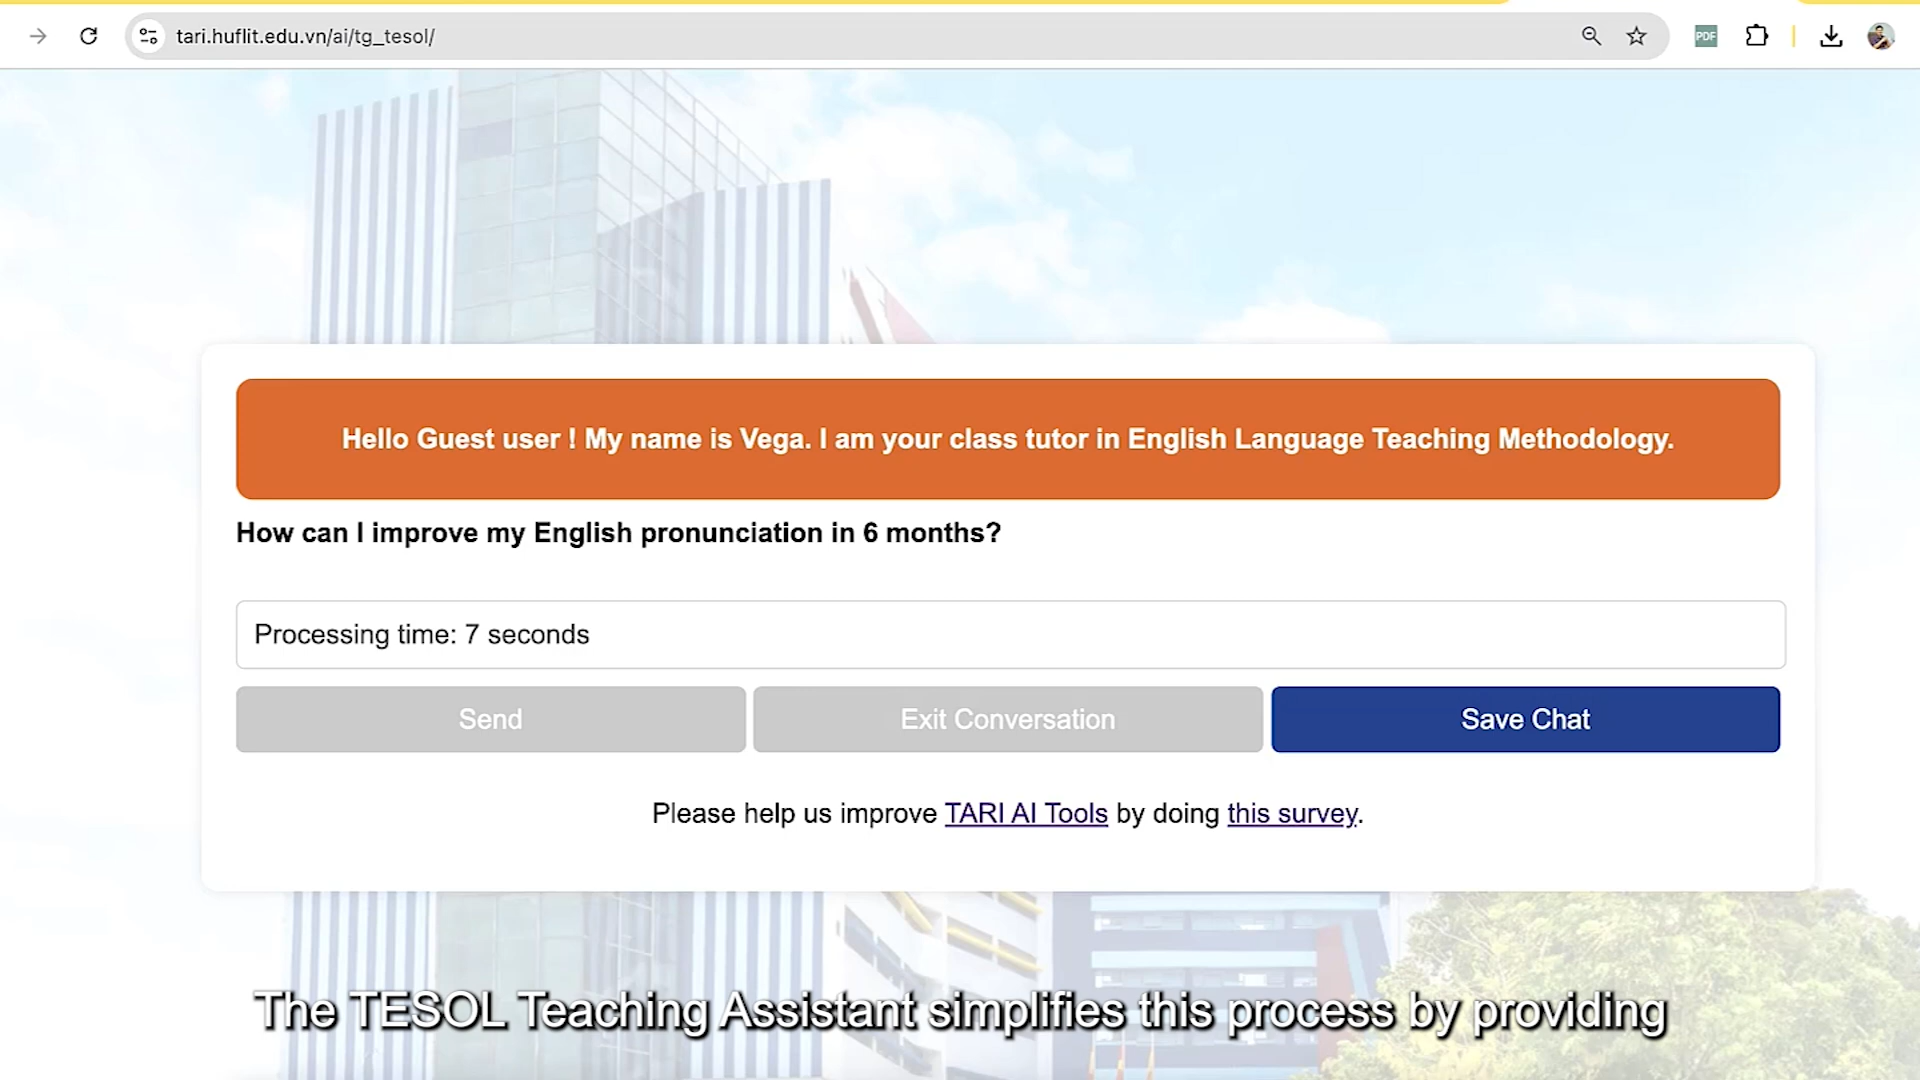 tari.huflit.edu.vn/ai/tg_tesol/
PDF
Hello Guest user ! My name is Vega. I am your class tutor in English Language Teaching Methodology.
How can I improve my English pronunciation in 6 months?
Processing time: 7 seconds
Send
Exit Conversation
Save Chat
Please help us improve TARI AI Tools by doing this survey.
The TESOL Teaching Assistant simplifies this process by providing